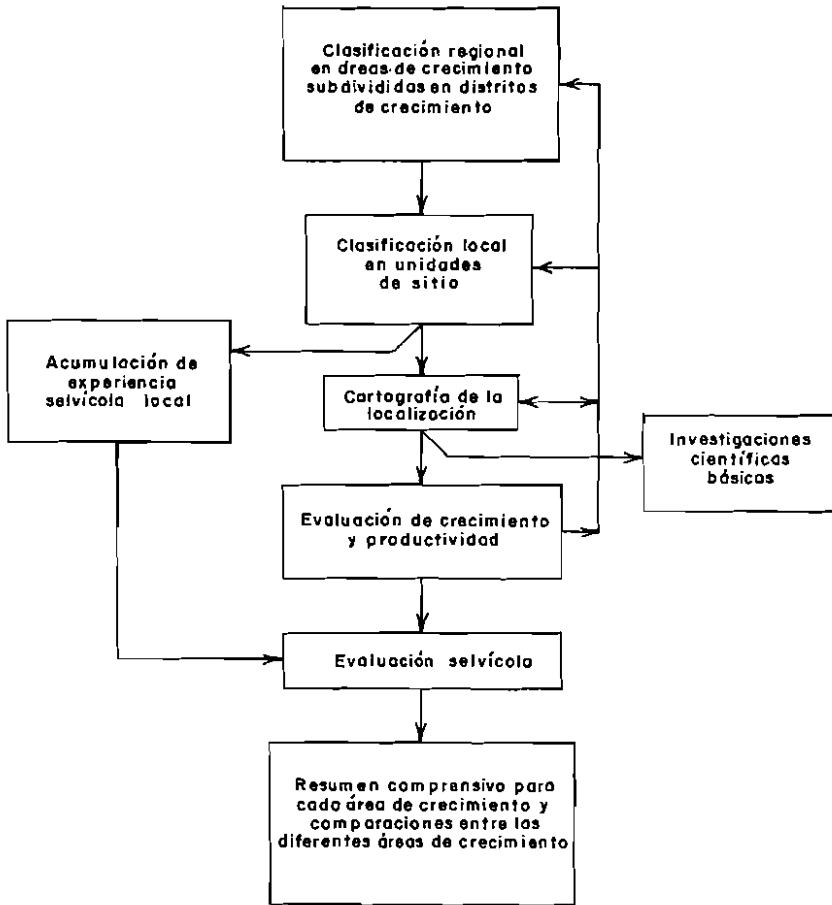 Clasificación regional
en áreas de crecimiento
subdivididas en distritos
de crecimiento
Clasificación local
en unidades
de sitio
Acumulación de
experiencia
selvícola local
Cartografía de la
localización
Investigaciones
científicas
básicas
Evaluación de crecimiento
y productividad
Evaluación selvícola
Resumen comprensivo para
cada área de crecimiento y
comparaciones entre las
diferentes áreas de crecimiento